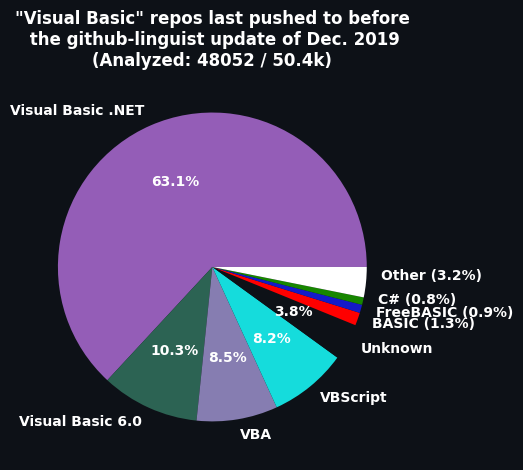 "Visual Basic" repos last pushed to before
the github-linguist update of Dec. 2019
(Analyzed: 48052 / 50.4k)
Visual Basic .NET
63.1%
Other (3.2%)
C# (0.8%)
FreeBASIC (0.9%)
BASIC (1.3%)
3.8%
Unknown
8.2%
VBScript
8.5%
VBA
10.3%
Visual Basic 6.0